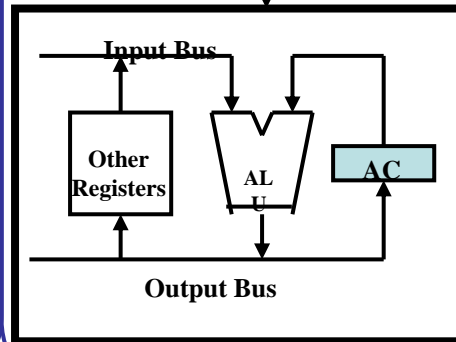 Input Bus
Other
Registers
AL
U
AC
Output Bus